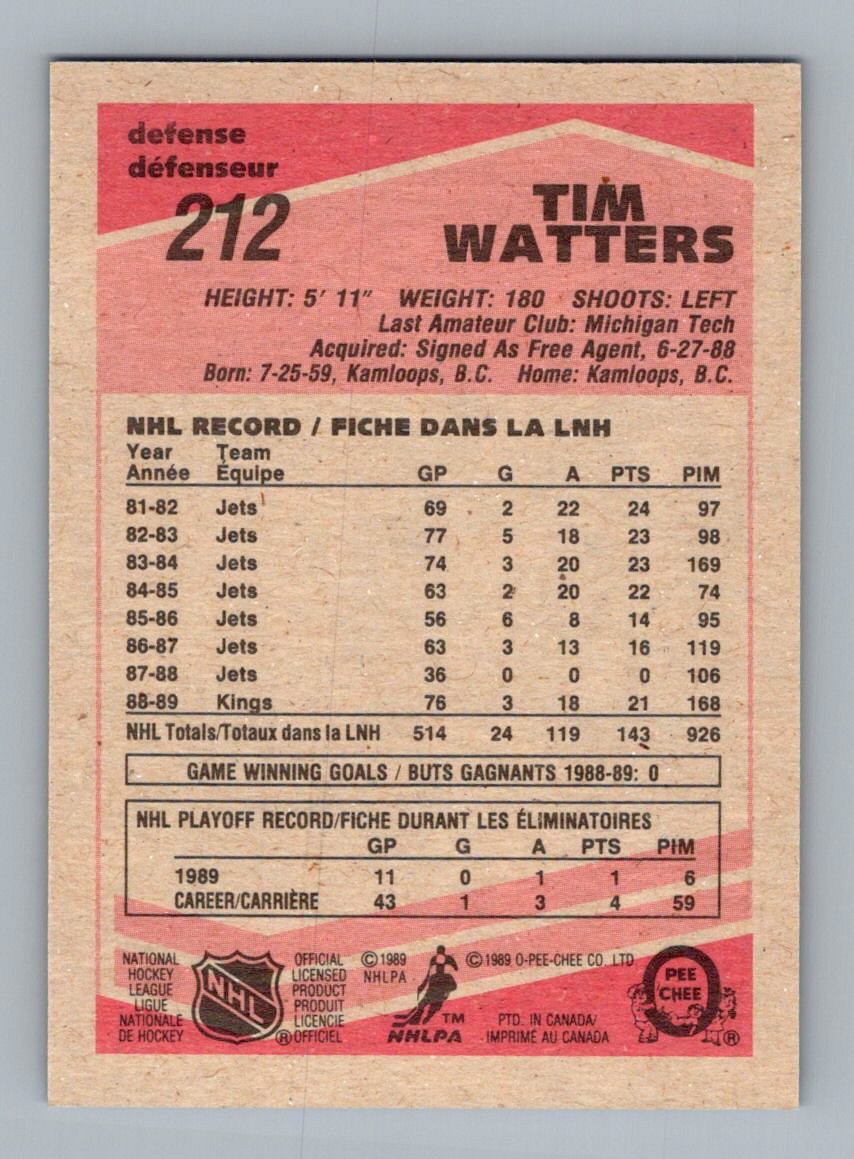 defense
défenseur
212
TIM
WATTERS
HEIGHT: 5' 11" WEIGHT: 180 SHOOTS: LEFT
Last Amateur Club: Michigan Tech
Acquired: Signed As Free Agent, 6-27-88
Born: 7-25-59, Kamloops, B.C. Home: Kamloops, B.C.
NHL RECORD / FICHE DANS LA LNH
Year Team
Année Équipe GP G A PTS PIM
81-82 Jets 69 2 22 24 97
82-83 Jets 77 5 18 23 98
83-84 Jets 74 3 20 23 169
84-85 Jets 63 2 20 22 74
85-86 Jets 56 6 8 14 95
86-87 Jets 63 3 13 16 119
87-88 Jets 36 0 0 0 106
88-89 Kings 76 3 18 21 168
NHL Totals/Totaux dans la LNH 514 24 119 143 926
GAME WINNING GOALS / BUTS GAGNANTS 1988-89: 0
NHL PLAYOFF RECORD/FICHE DURANT LES ÉLIMINATOIRES
GP G A PTS PIM
1989 11 0 1 1 6
CAREER/CARRIÈRE 43 1 3 4 59
NATIONAL
HOCKEY
LEAGUE
LIGUE
NATIONALE
DE HOCKEY
NHL
®
OFFICIAL
LICENSED
PRODUCT
PRODUIT
LICENCIE
OFFICIEL
© 1989
NHLPA
TM
NHLPA
© 1989 O-PEE-CHEE CO. LTD
PTD. IN CANADA/
IMPRIMÉ AU CANADA
PEE
CHEE
®